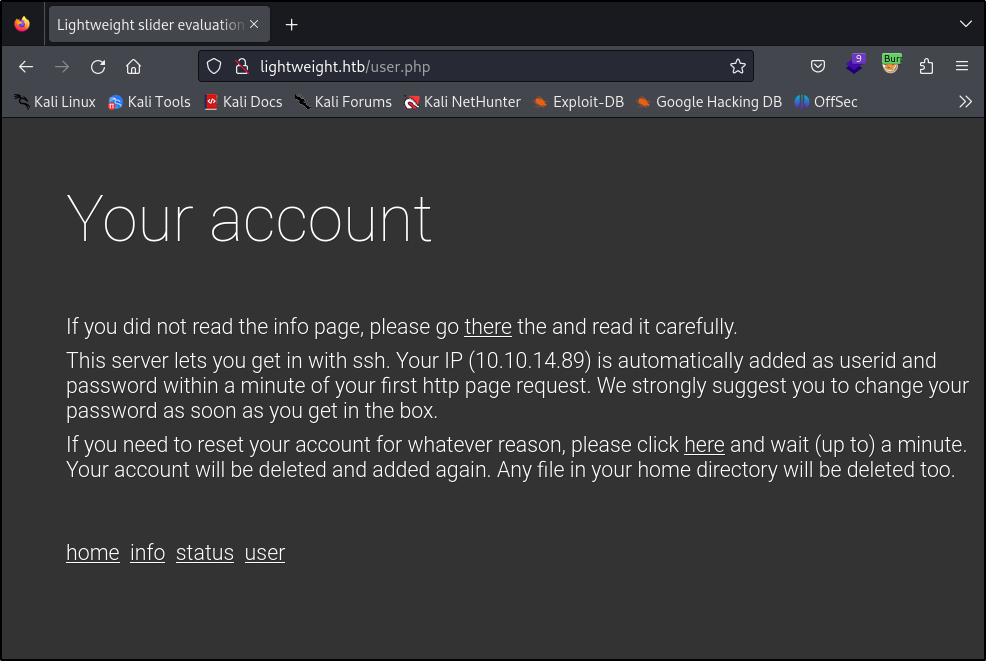 Lightweight slider evaluation
lightweight.htb/user.php
9
Burr
Kali Linux Kali Tools Kali Docs Kali Forums Kali NetHunter Exploit-DB Google Hacking DB OffSec
Your account
If you did not read the info page, please go there the and read it carefully.
This server lets you get in with ssh. Your IP (10.10.14.89) is automatically added as userid and
password within a minute of your first http page request. We strongly suggest you to change your
password as soon as you get in the box.
If you need to reset your account for whatever reason, please click here and wait (up to) a minute.
Your account will be deleted and added again. Any file in your home directory will be deleted too.
home info status user